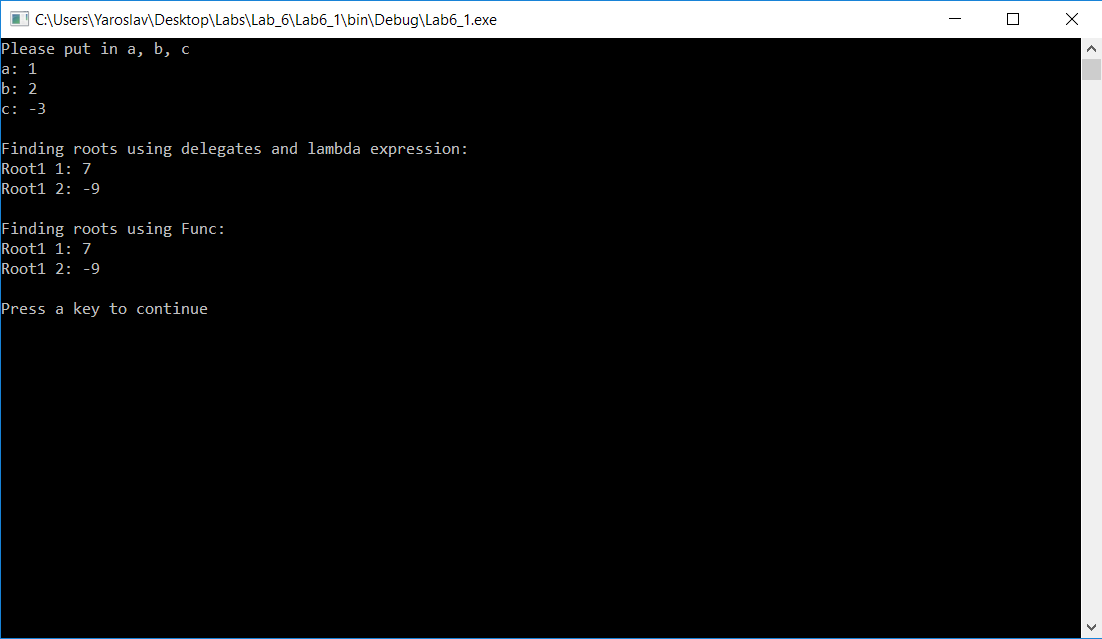 C:\Users\Yaroslav\Desktop\Labs\Lab_6\Lab6_1\bin\Debug\Lab6_1.exe
Please put in a, b, c
a: 1
b: 2
c: -3
Finding roots using delegates and lambda expression:
Root1 1: 7
Root1 2: -9
Finding roots using Func:
Root1 1: 7
Root1 2: -9
Press a key to continue